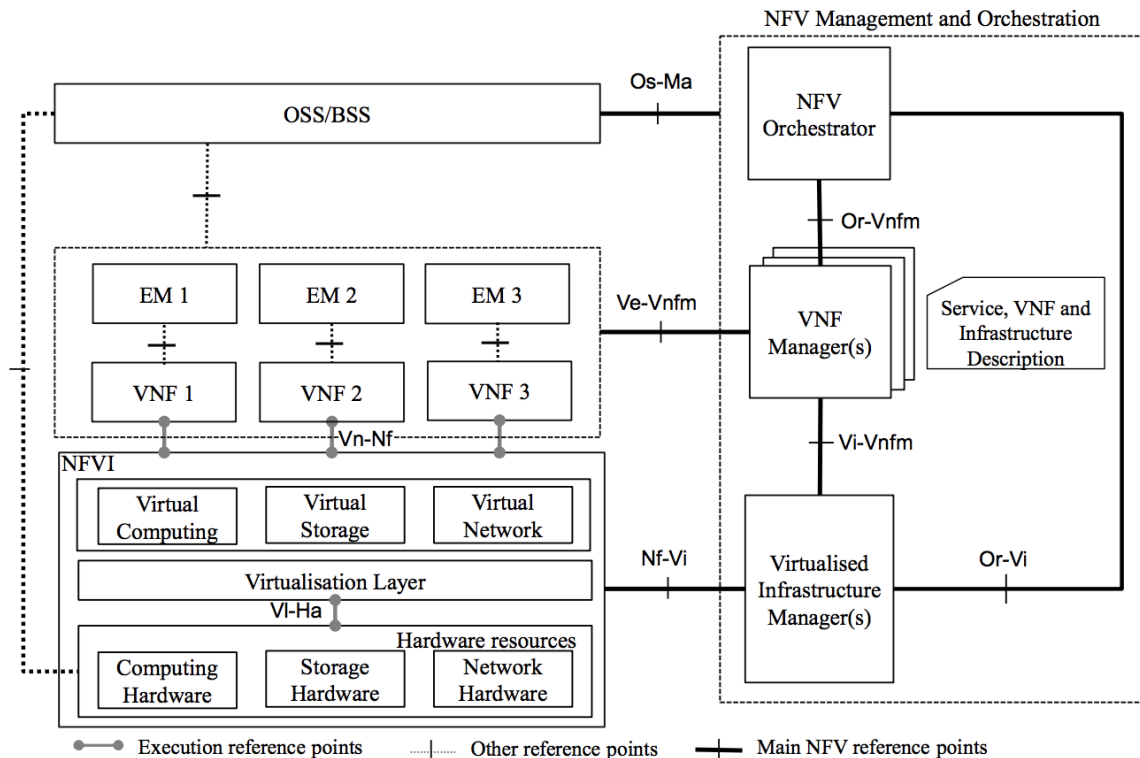 NFV Management and Orchestration
OSS/BSS
Os-Ma
NFV
Orchestrator
Or-Vnfm
EM 1
EM 2
EM 3
Ve-Vnfm
VNF
Manager(s)
Service, VNF and
Infrastructure
Description
VNF 1
VNF 2
VNF 3
Vn-Nf
Vi-Vnfm
NFVI
Virtual
Computing
Virtual
Storage
Virtual
Network
Nf-Vi
Virtualised
Infrastructure
Manager(s)
Or-Vi
Virtualisation Layer
Vl-Ha
Hardware resources
Computing
Hardware
Storage
Hardware
Network
Hardware
Execution reference points
Other reference points
Main NFV reference points